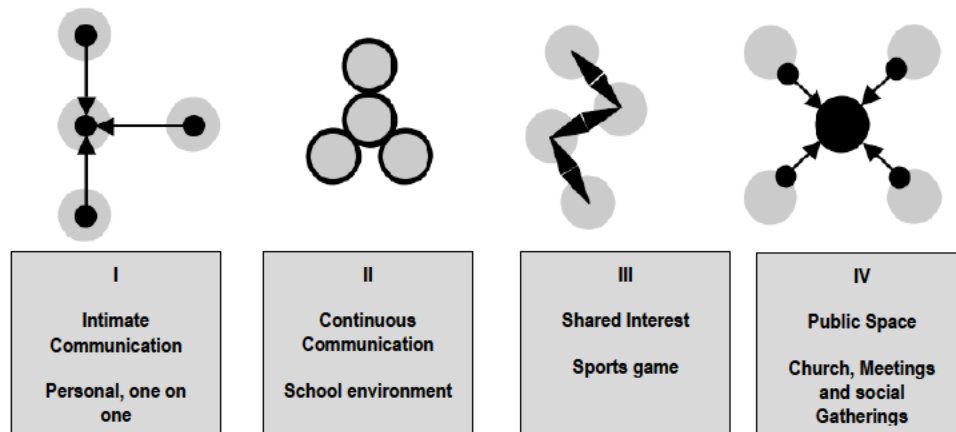 I
Intimate
Communication
Personal, one on
one
II
Continuous
Communication
School environment
III
Shared Interest
Sports game
IV
Public Space
Church, Meetings
and social
Gatherings